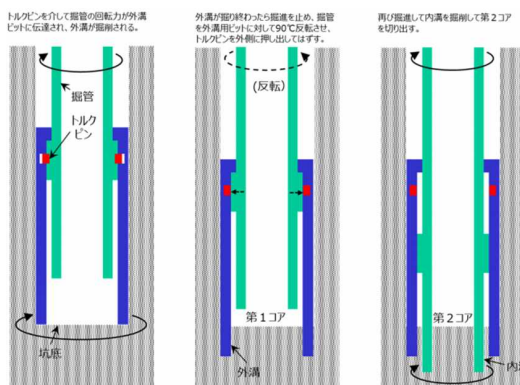 トルクピンを介して掘管の回転力が外溝
ビットに伝達され、外溝が掘削される。
掘管
トルク
ピン
坑底
外溝が掘り終わったら掘進を止め、掘管
を外溝用ビットに対して90℃反転させ、
トルクピンを外側に押し出してはずす。
(反転)
第1コア
外溝
再び掘進して内溝を掘削して第2コア
を切り出す。
第2コア
内